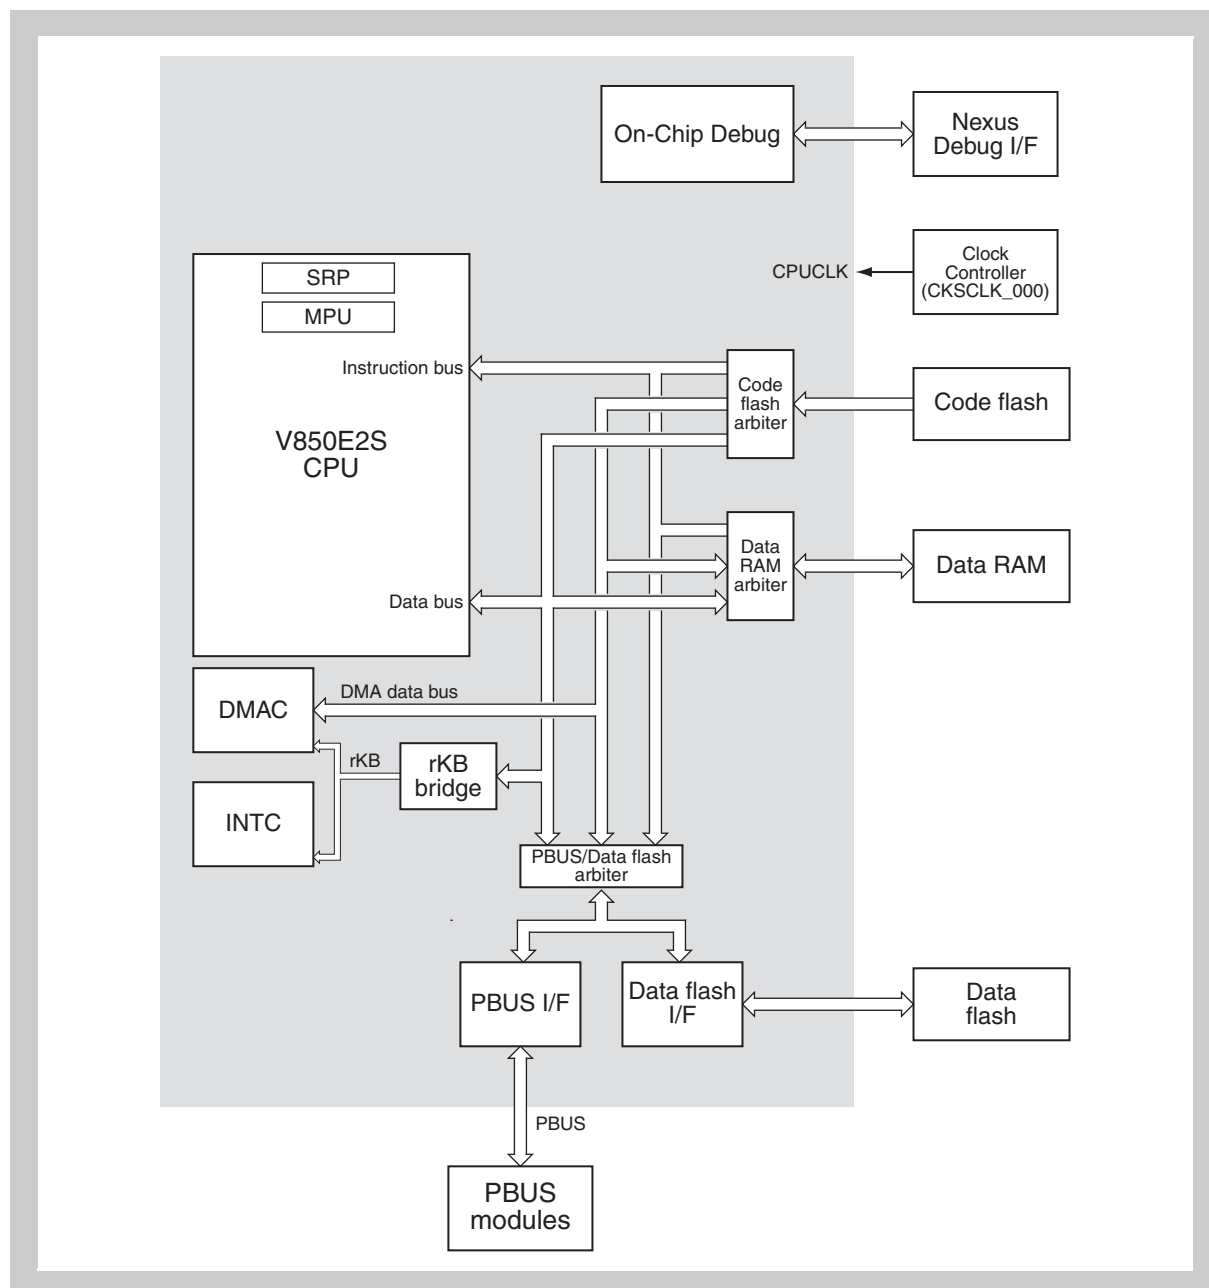 On-Chip Debug
Nexus
Debug I/F
CPUCLK
Clock
Controller
(CKSCLK_000)
SRP
MPU
Instruction bus
V850E2S
CPU
Data bus
Code
flash
arbiter
Code flash
Data
RAM
arbiter
Data RAM
DMAC
DMA data bus
rKB
rKB
bridge
INTC
PBUS/Data flash
arbiter
PBUS I/F
Data flash
I/F
Data
flash
PBUS
PBUS
modules